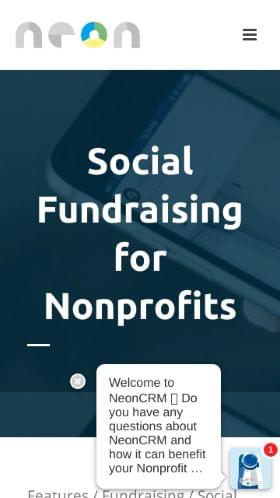 neon
Social
Fundraising
for
Nonprofits
Welcome to
NeonCRM ▯ Do
you have any
questions about
NeonCRM and
how it can benefit
your Nonprofit ...
1
Features / Fundraising / Social